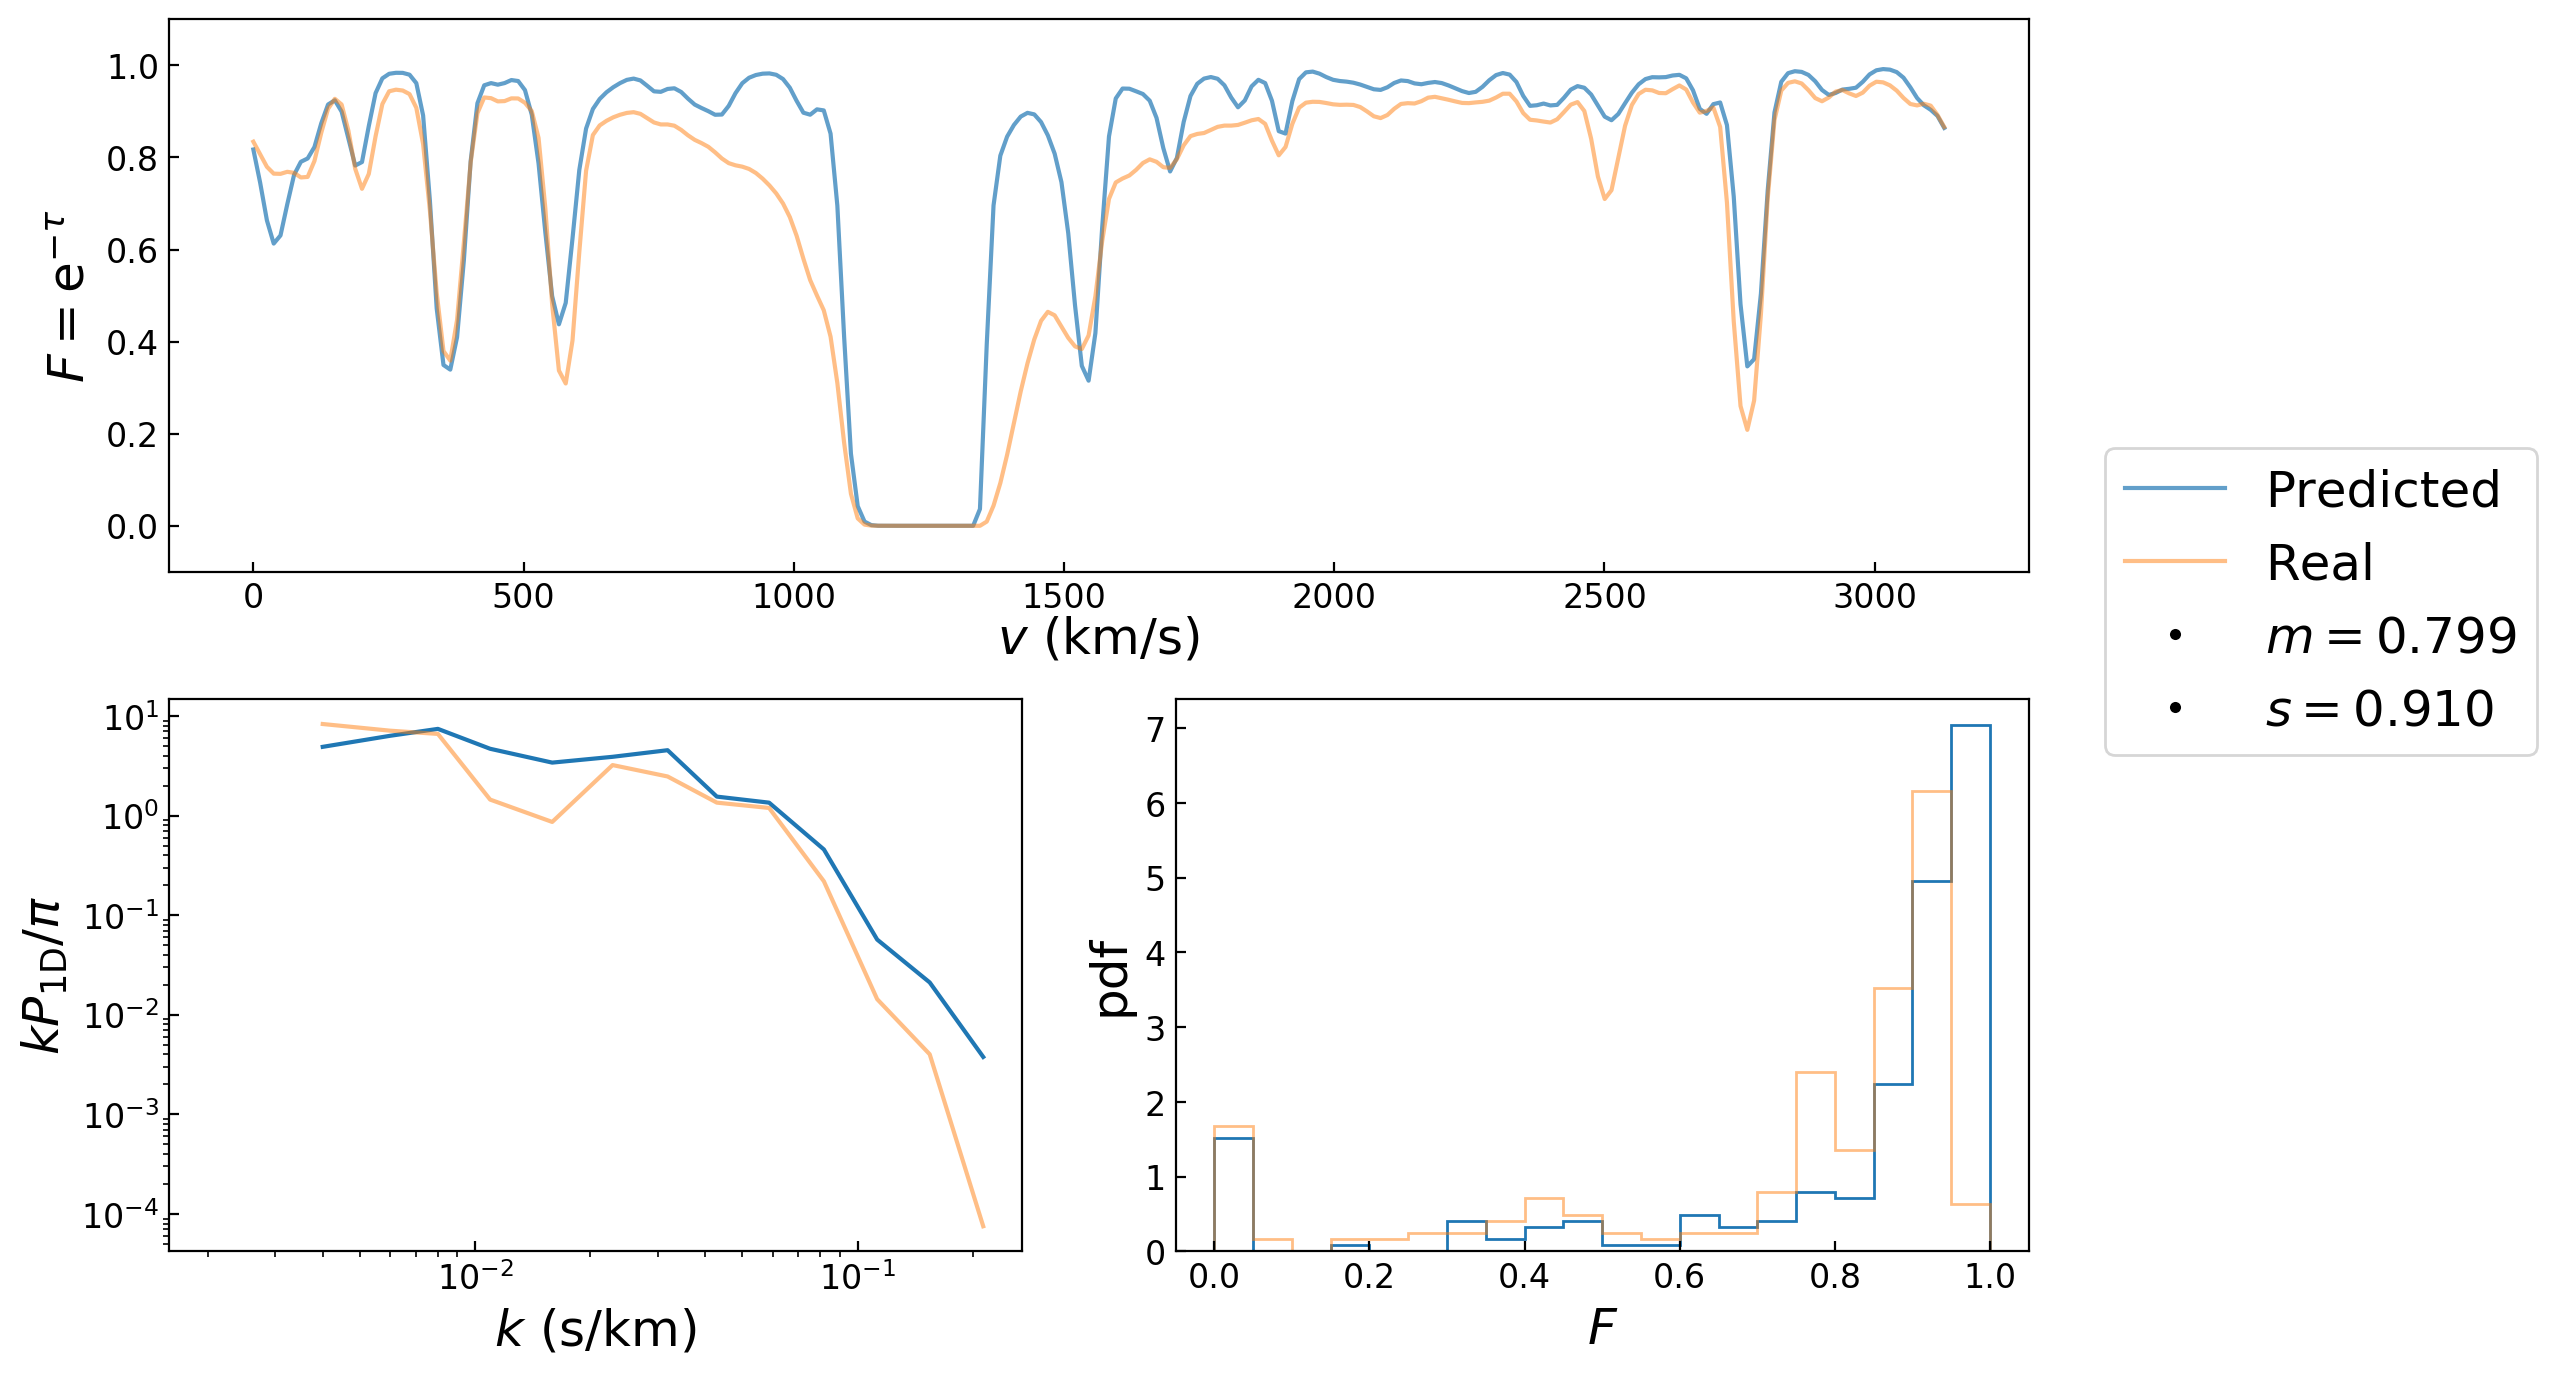 1.0
0.8
0.6
0.4
0.2
0.0
F = e^{−τ}
0 500 1000 1500 2000 2500 3000
v (km/s)
Predicted
Real
m = 0.799
s = 0.910
10^1
10^0
10^{−1}
10^{−2}
10^{−3}
10^{−4}
kP_{1D}/π
10^{−2} 10^{−1}
k (s/km)
7
6
5
4
3
2
1
0
pdf
0.0 0.2 0.4 0.6 0.8 1.0
F